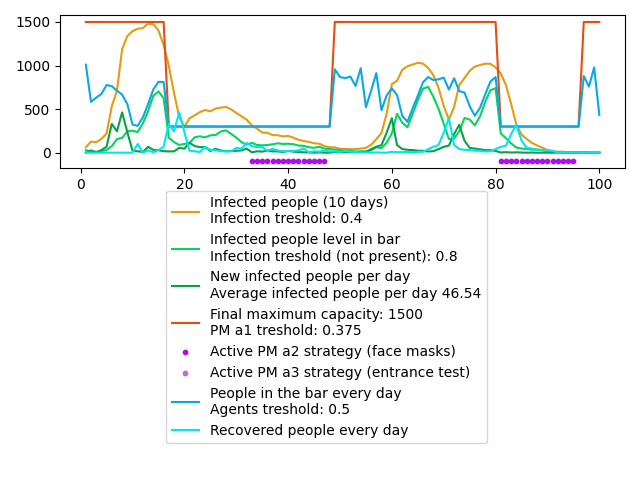 1500
1000
500
0
0 20 40 60 80 100
Infected people (10 days)
Infection treshold: 0.4
Infected people level in bar
Infection treshold (not present): 0.8
New infected people per day
Average infected people per day 46.54
Final maximum capacity: 1500
PM a1 treshold: 0.375
Active PM a2 strategy (face masks)
Active PM a3 strategy (entrance test)
People in the bar every day
Agents treshold: 0.5
Recovered people every day